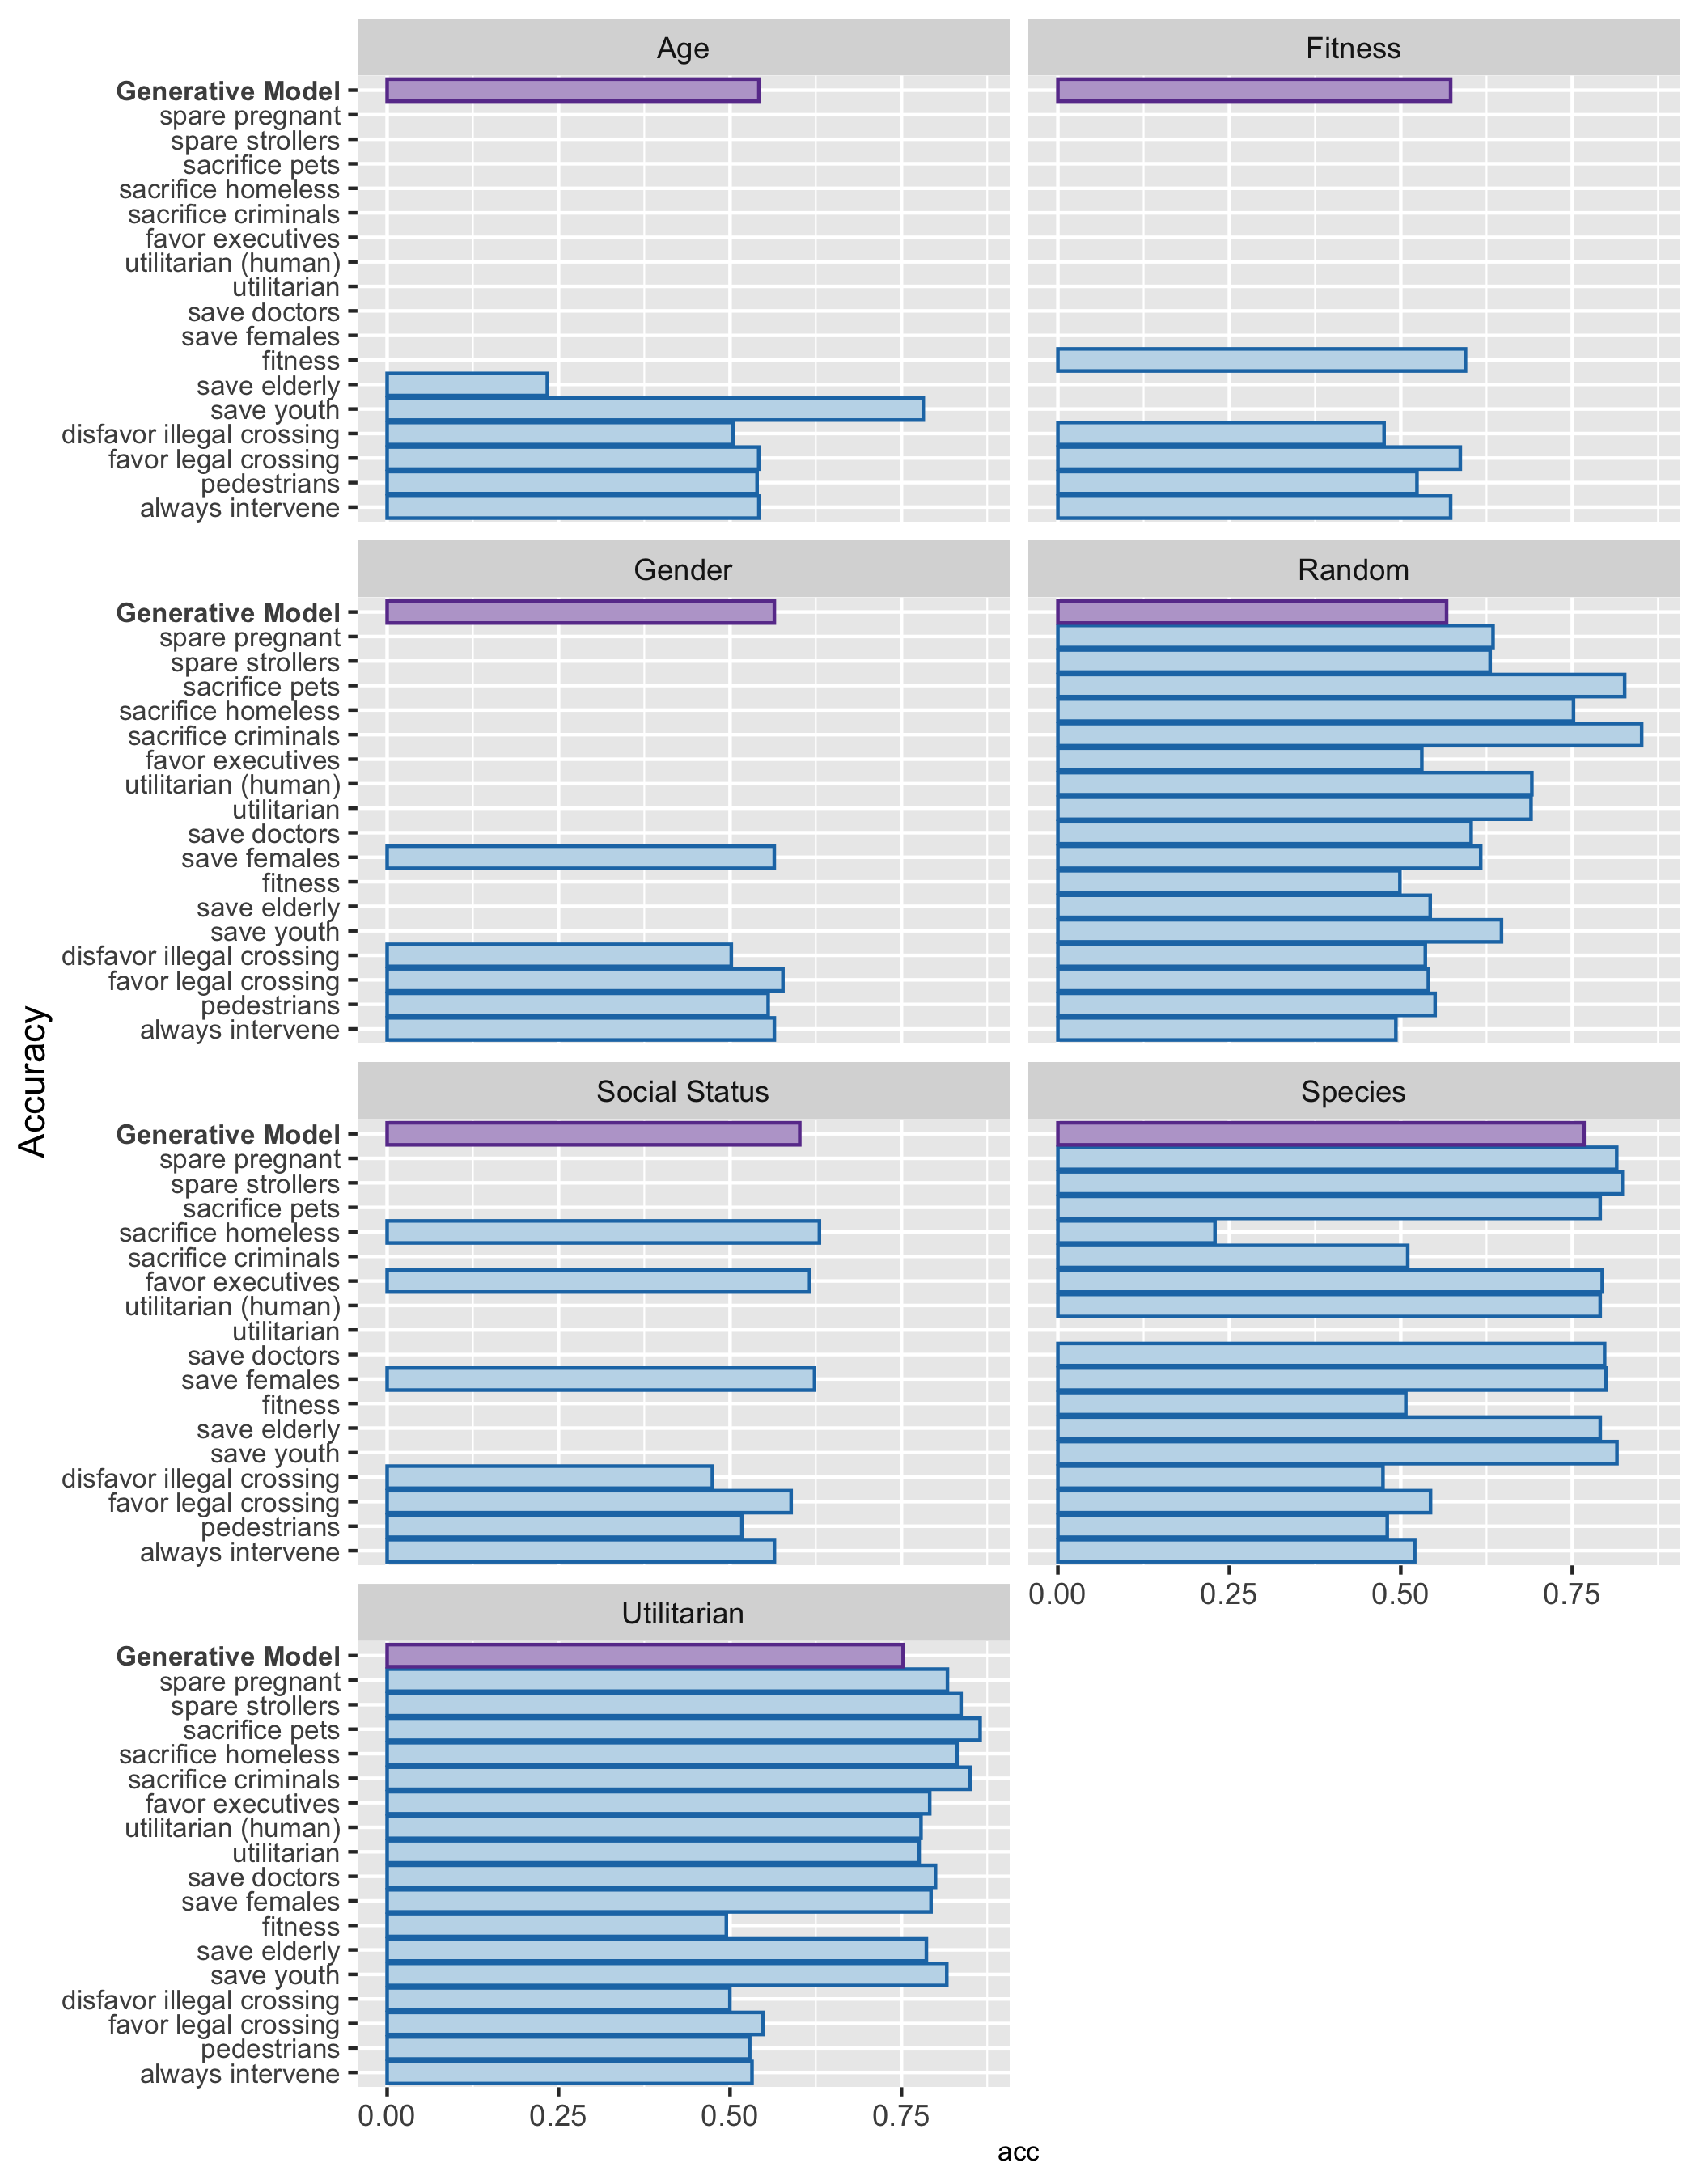 Age
Fitness
Generative Model
spare pregnant
spare strollers
sacrifice pets
sacrifice homeless
sacrifice criminals
favor executives
utilitarian (human)
utilitarian
save doctors
save females
fitness
save elderly
save youth
disfavor illegal crossing
favor legal crossing
pedestrians
always intervene
Gender
Random
Generative Model
spare pregnant
spare strollers
sacrifice pets
sacrifice homeless
sacrifice criminals
favor executives
utilitarian (human)
utilitarian
save doctors
save females
fitness
save elderly
save youth
disfavor illegal crossing
favor legal crossing
pedestrians
always intervene
Accuracy
Social Status
Species
Generative Model
spare pregnant
spare strollers
sacrifice pets
sacrifice homeless
sacrifice criminals
favor executives
utilitarian (human)
utilitarian
save doctors
save females
fitness
save elderly
save youth
disfavor illegal crossing
favor legal crossing
pedestrians
always intervene
0.00 0.25 0.50 0.75
Utilitarian
Generative Model
spare pregnant
spare strollers
sacrifice pets
sacrifice homeless
sacrifice criminals
favor executives
utilitarian (human)
utilitarian
save doctors
save females
fitness
save elderly
save youth
disfavor illegal crossing
favor legal crossing
pedestrians
always intervene
0.00 0.25 0.50 0.75
acc